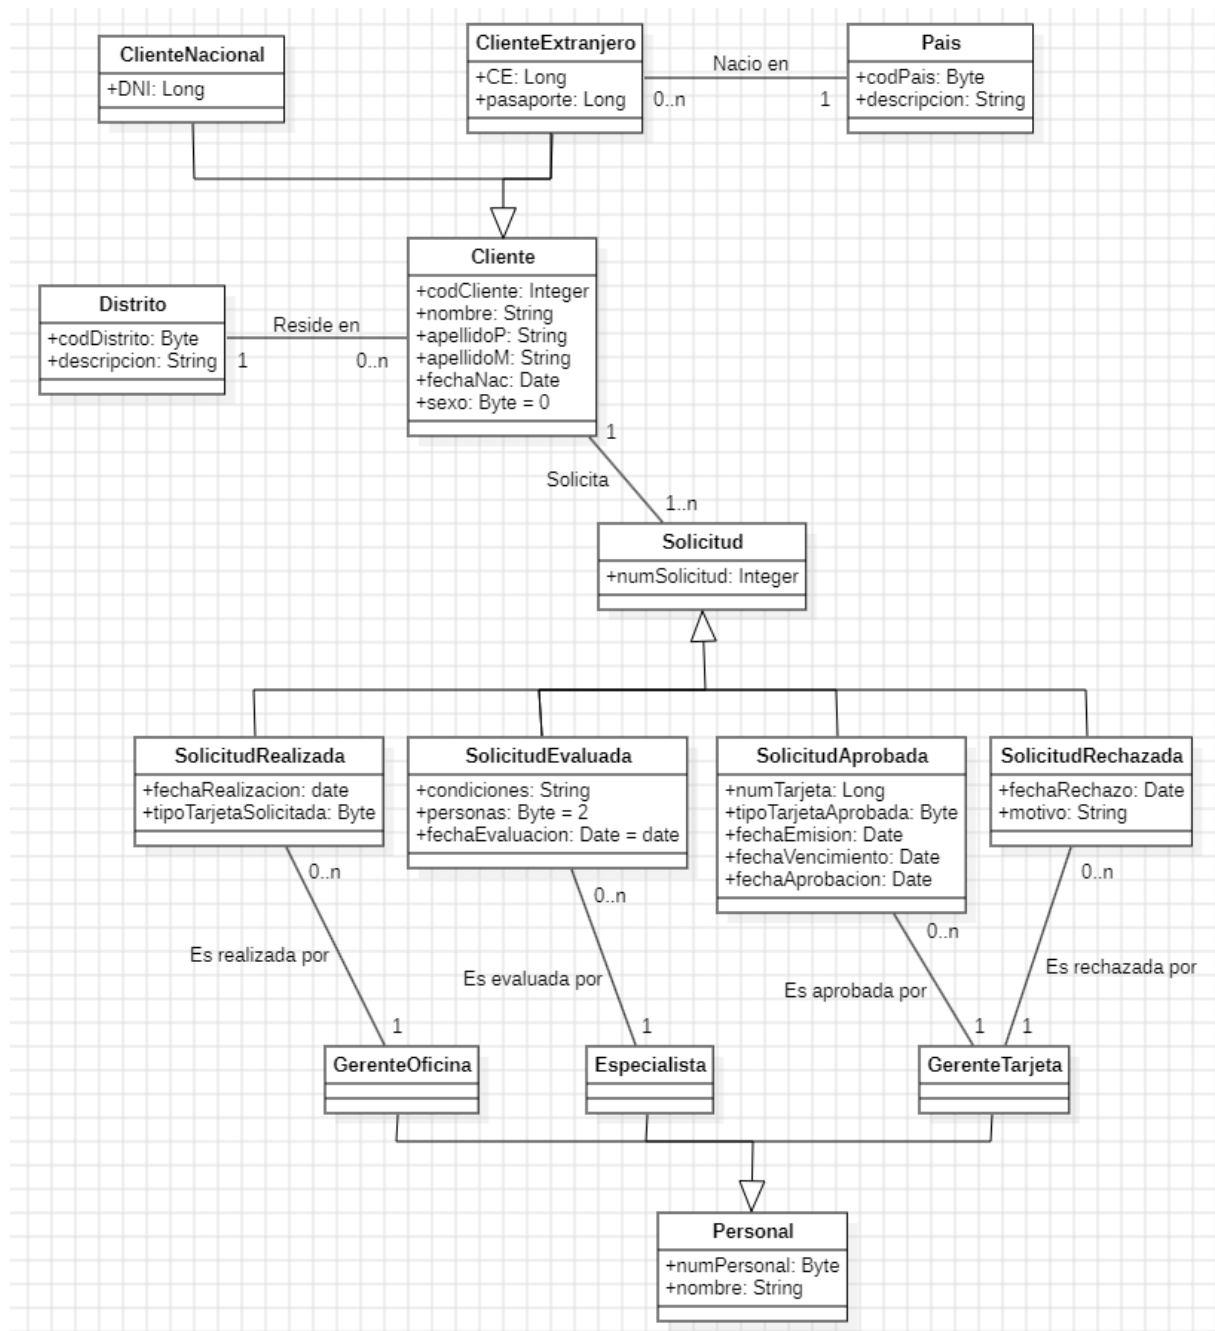 ClienteNacional
+DNI: Long
ClienteExtranjero
+CE: Long
+pasaporte: Long
Nacio en
0..n
1
Pais
+codPais: Byte
+descripcion: String
Distrito
+codDistrito: Byte
+descripcion: String
Reside en
1
0..n
Cliente
+codCliente: Integer
+nombre: String
+apellidoP: String
+apellidoM: String
+fechaNac: Date
+sexo: Byte = 0
1
Solicita
1..n
Solicitud
+numSolicitud: Integer
SolicitudRealizada
+fechaRealizacion: date
+tipoTarjetaSolicitada: Byte
SolicitudEvaluada
+condiciones: String
+personas: Byte = 2
+fechaEvaluacion: Date = date
SolicitudAprobada
+numTarjeta: Long
+tipoTarjetaAprobada: Byte
+fechaEmision: Date
+fechaVencimiento: Date
+fechaAprobacion: Date
SolicitudRechazada
+fechaRechazo: Date
+motivo: String
0..n
Es realizada por
1
0..n
Es evaluada por
1
0..n
Es aprobada por
1
0..n
Es rechazada por
1
GerenteOficina
Especialista
GerenteTarjeta
Personal
+numPersonal: Byte
+nombre: String